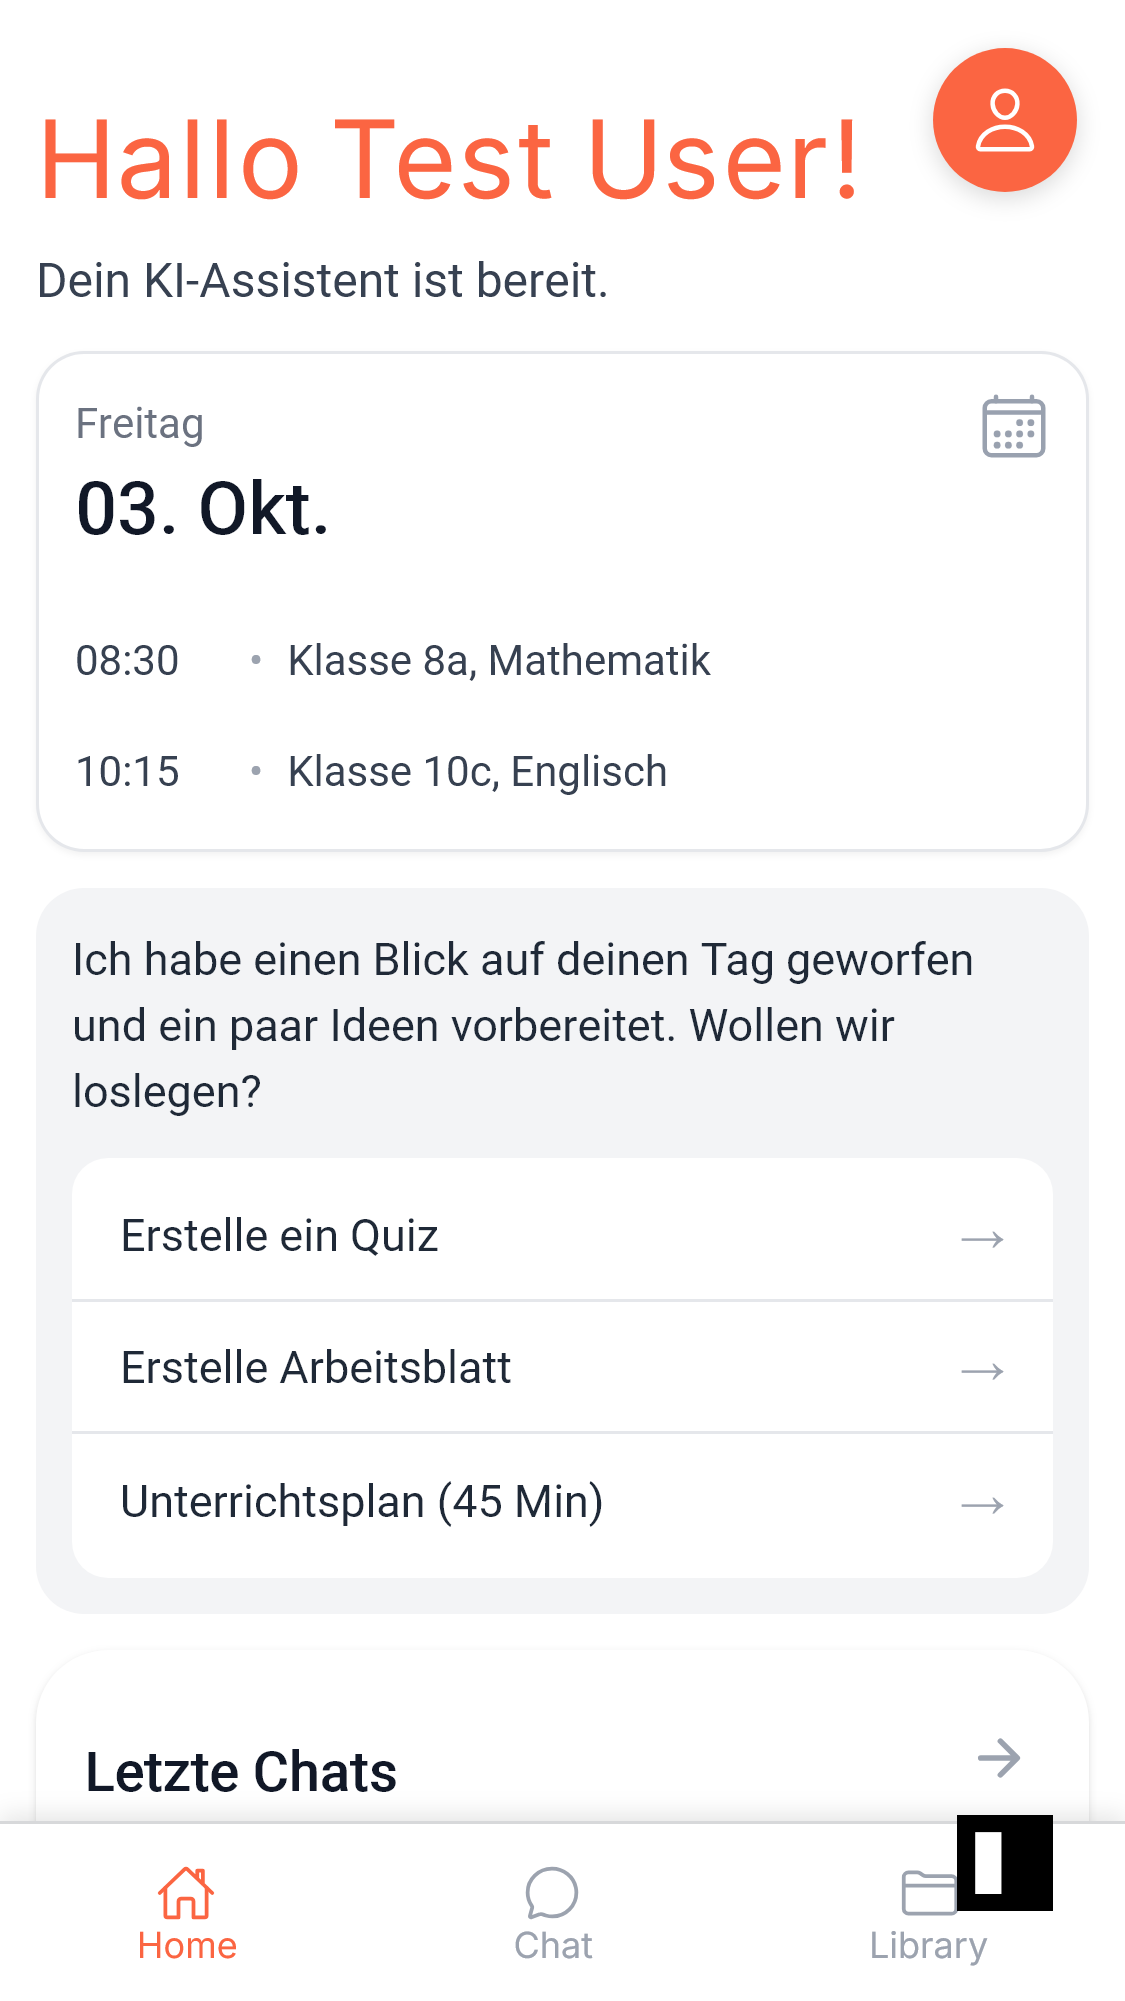 Hallo Test User!
Dein KI-Assistent ist bereit.
Freitag
03. Okt.
08:30 • Klasse 8a, Mathematik
10:15 • Klasse 10c, Englisch
Ich habe einen Blick auf deinen Tag geworfen
und ein paar Ideen vorbereitet. Wollen wir
loslegen?
Erstelle ein Quiz →
Erstelle Arbeitsblatt →
Unterrichtsplan (45 Min) →
Letzte Chats
Home
Chat
Library